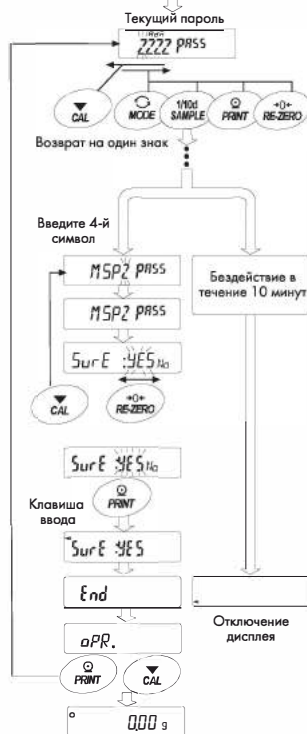 Текущий пароль
2222 PASS
CAL
MODE
1/10d
SAMPLE
PRINT
→0←
RE-ZERO
Возврат на один знак
Введите 4-й
символ
MSP2 PASS
Бездействие в
течение 10 минут
MSP2 PASS
SurE :YES No
CAL
→0←
RE-ZERO
SurE :YES No
PRINT
Клавиша
ввода
SurE :YES
End
Отключение
дисплея
oPR.
PRINT
CAL
0.00 g